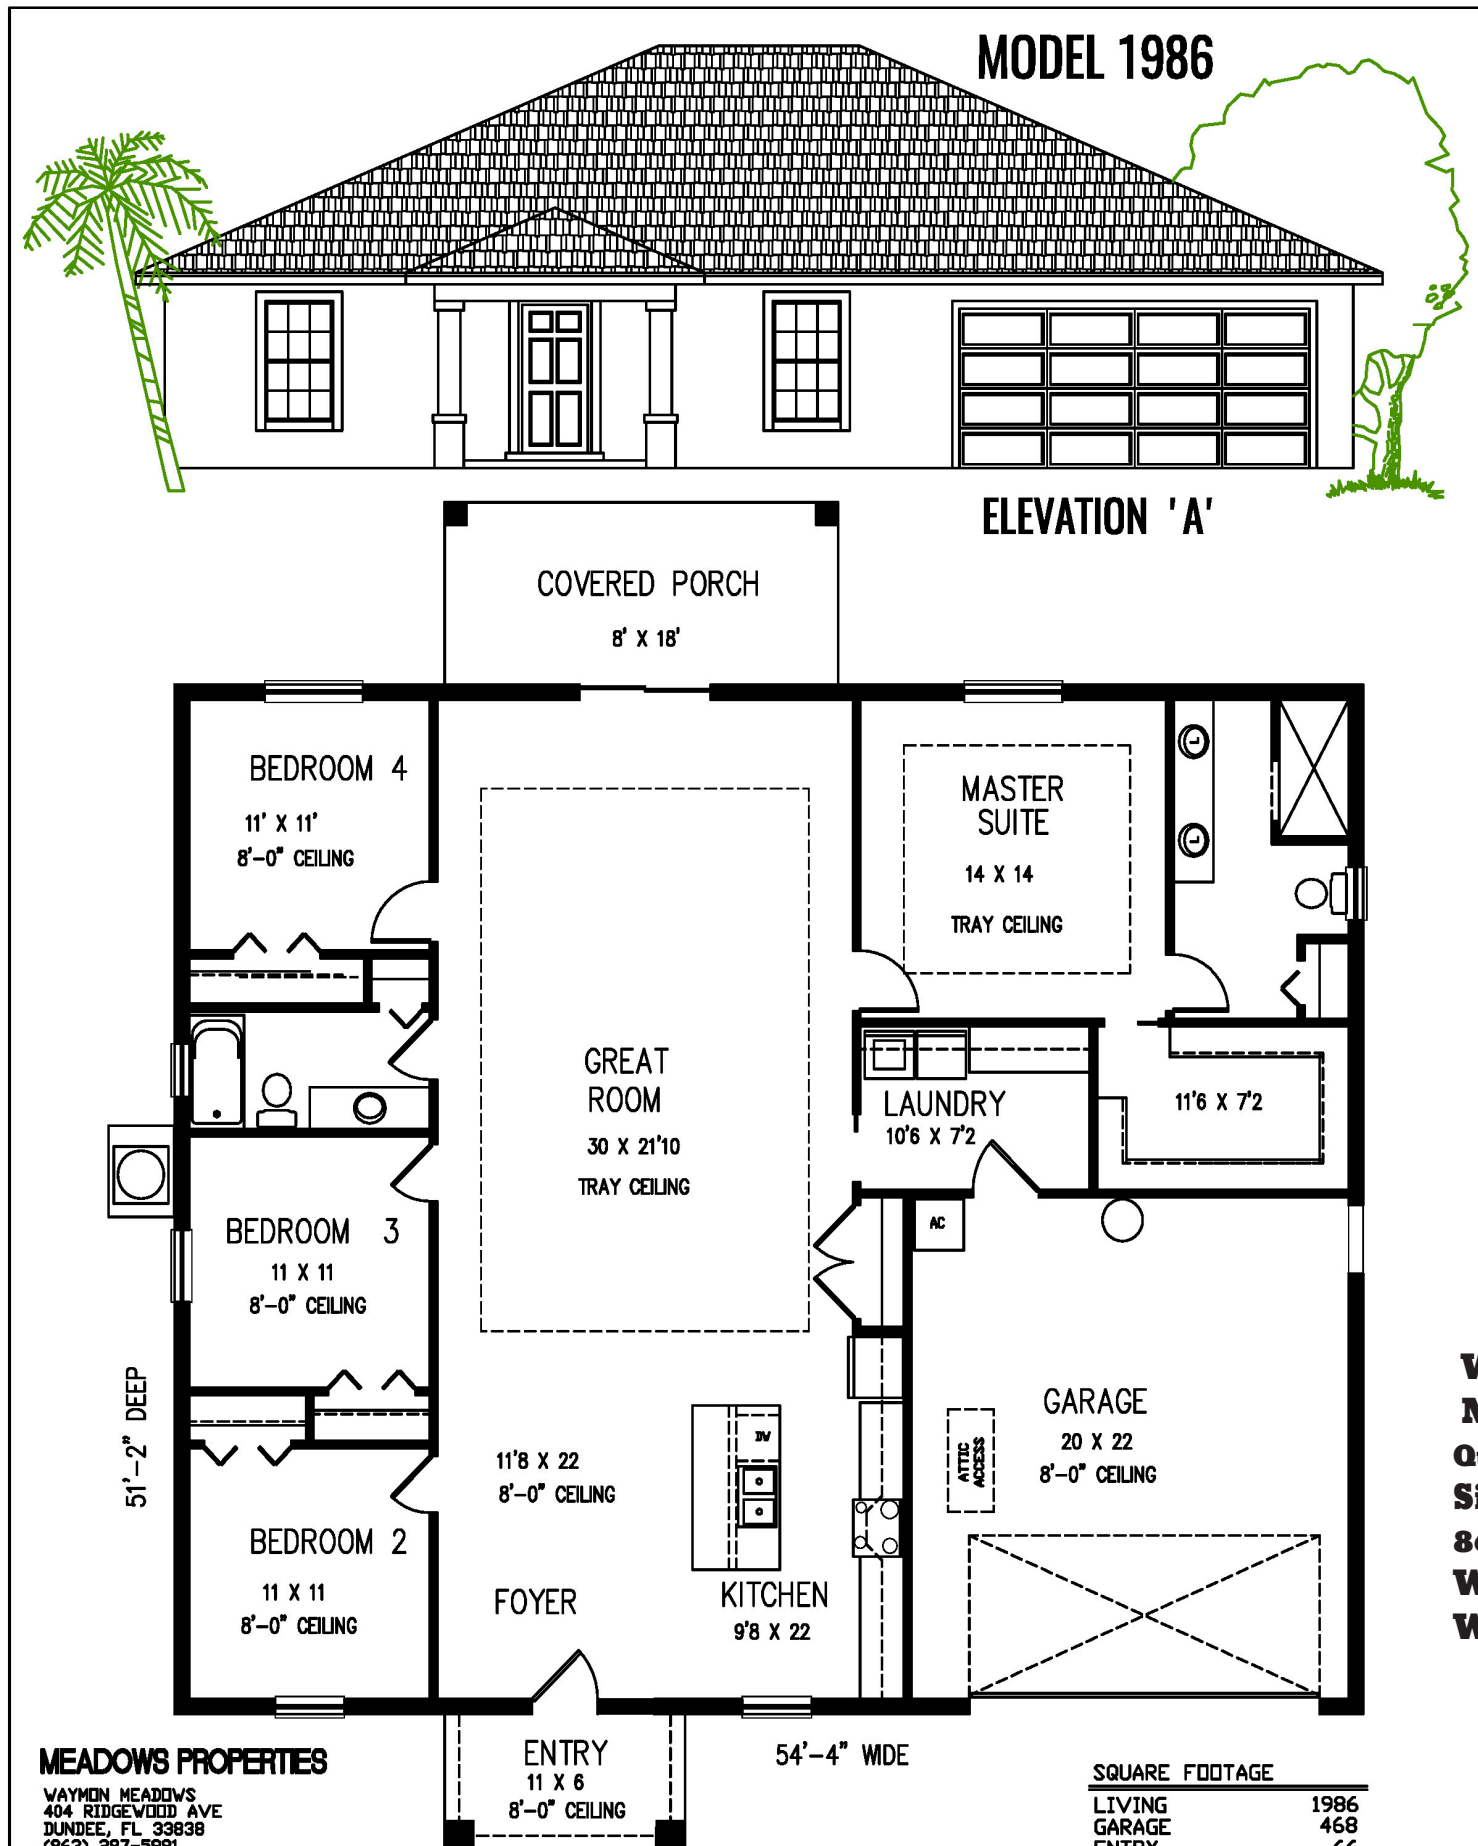 MODEL 1986
ELEVATION 'A'
COVERED PORCH
8' X 18'
BEDROOM 4
11' X 11'
8'-0" CEILING
MASTER
SUITE
14 X 14
TRAY CEILING
GREAT
ROOM
30 X 21'10
TRAY CEILING
LAUNDRY
10'6 X 7'2
11'6 X 7'2
AC
BEDROOM 3
11 X 11
8'-0" CEILING
51'-2" DEEP
GARAGE
20 X 22
8'-0" CEILING
ATTIC
ACCESS
DW
11'8 X 22
8'-0" CEILING
BEDROOM 2
11 X 11
8'-0" CEILING
FOYER
KITCHEN
9'8 X 22
ENTRY
11 X 6
8'-0" CEILING
54'-4" WIDE
MEADOWS PROPERTIES
WAYMON MEADOWS
404 RIDGEWOOD AVE
DUNDEE, FL 33838
SQUARE FOOTAGE
LIVING 1986
GARAGE 468
ENTRY 66